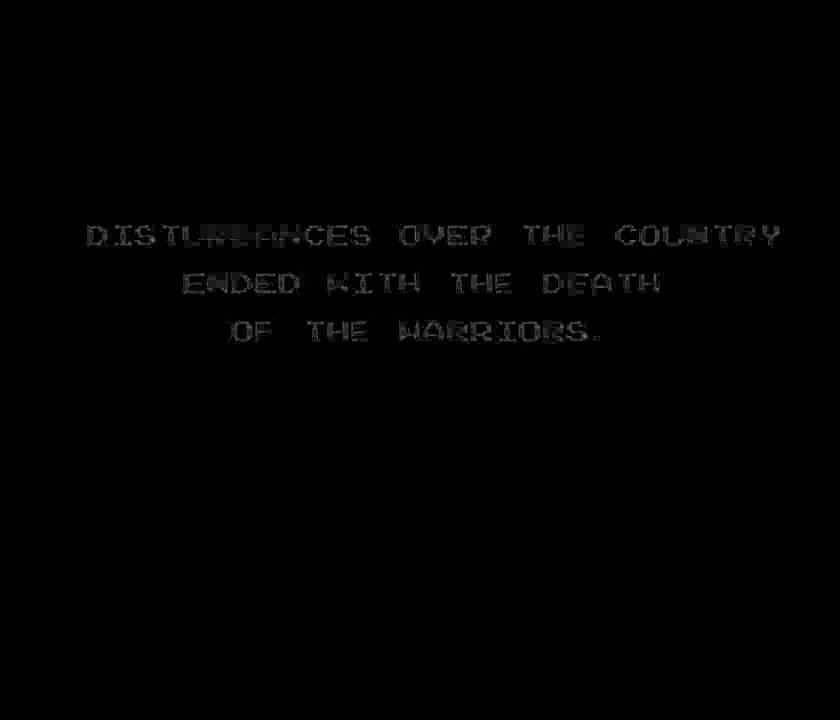 DISTURBANCES OVER THE COUNTRY
ENDED WITH THE DEATH
OF THE WARRIORS.